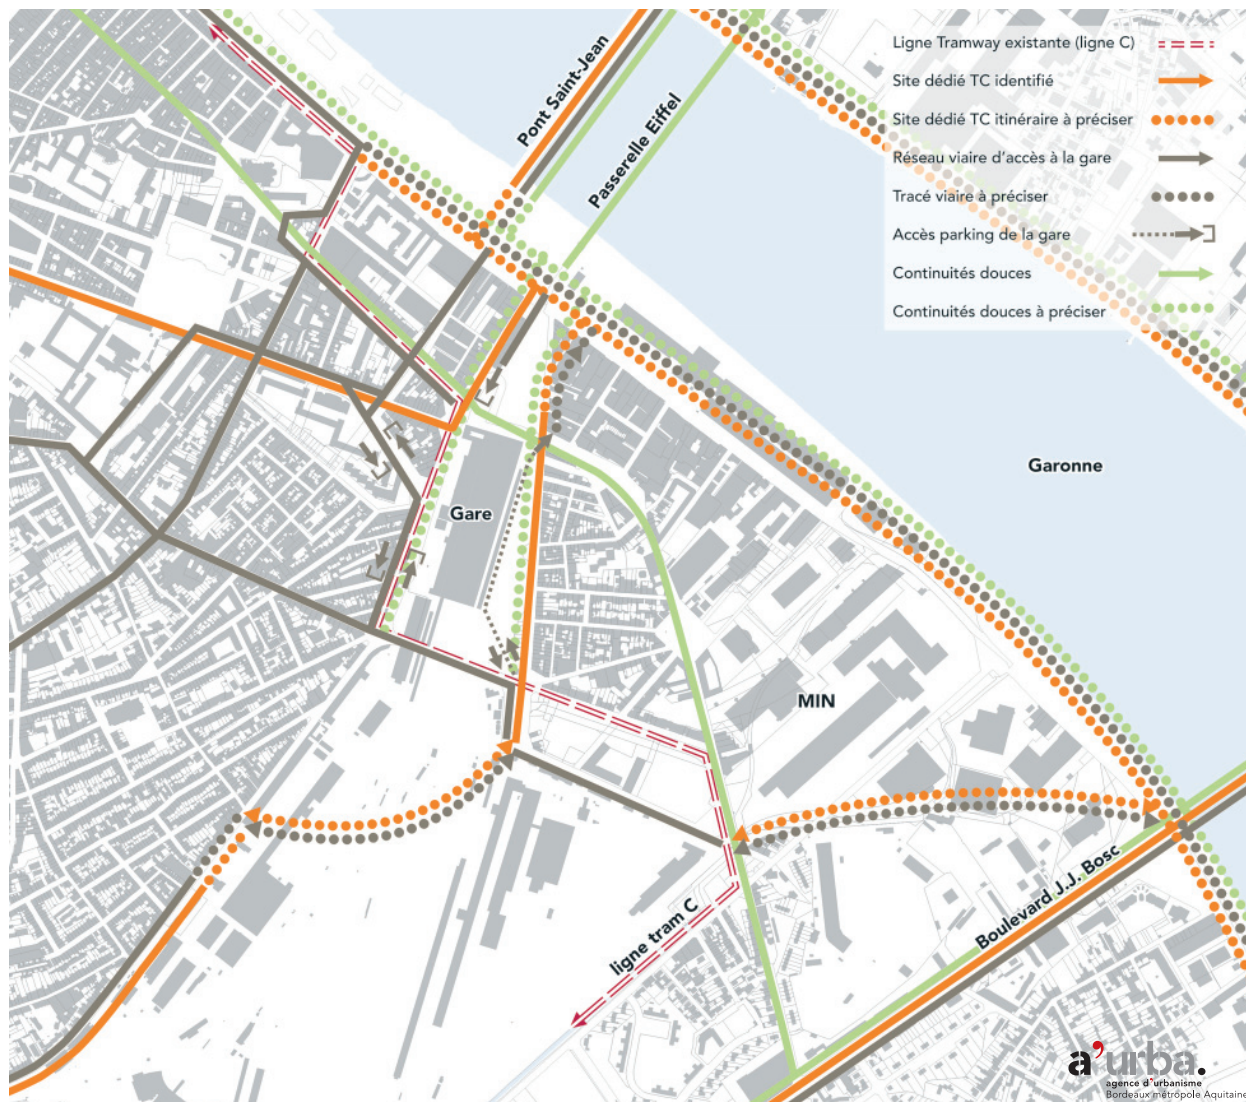 Ligne Tramway existante (ligne C)
Site dédié TC identifié
Site dédié TC itinéraire à préciser
Réseau viaire d'accès à la gare
Tracé viaire à préciser
Accès parking de la gare
Continuités douces
Continuités douces à préciser
Pont Saint-Jean
Passerelle Eiffel
Garonne
Gare
MIN
Boulevard J.J. Bosc
ligne tram C
a'urba.
agence d'urbanisme
Bordeaux métropole Aquitaine